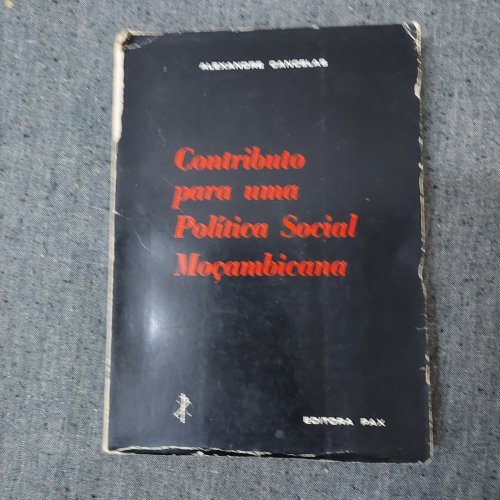 ALEXANDRE CANCELAS
Contributo
para uma
Política Social
Moçambicana
EDITORA PAX